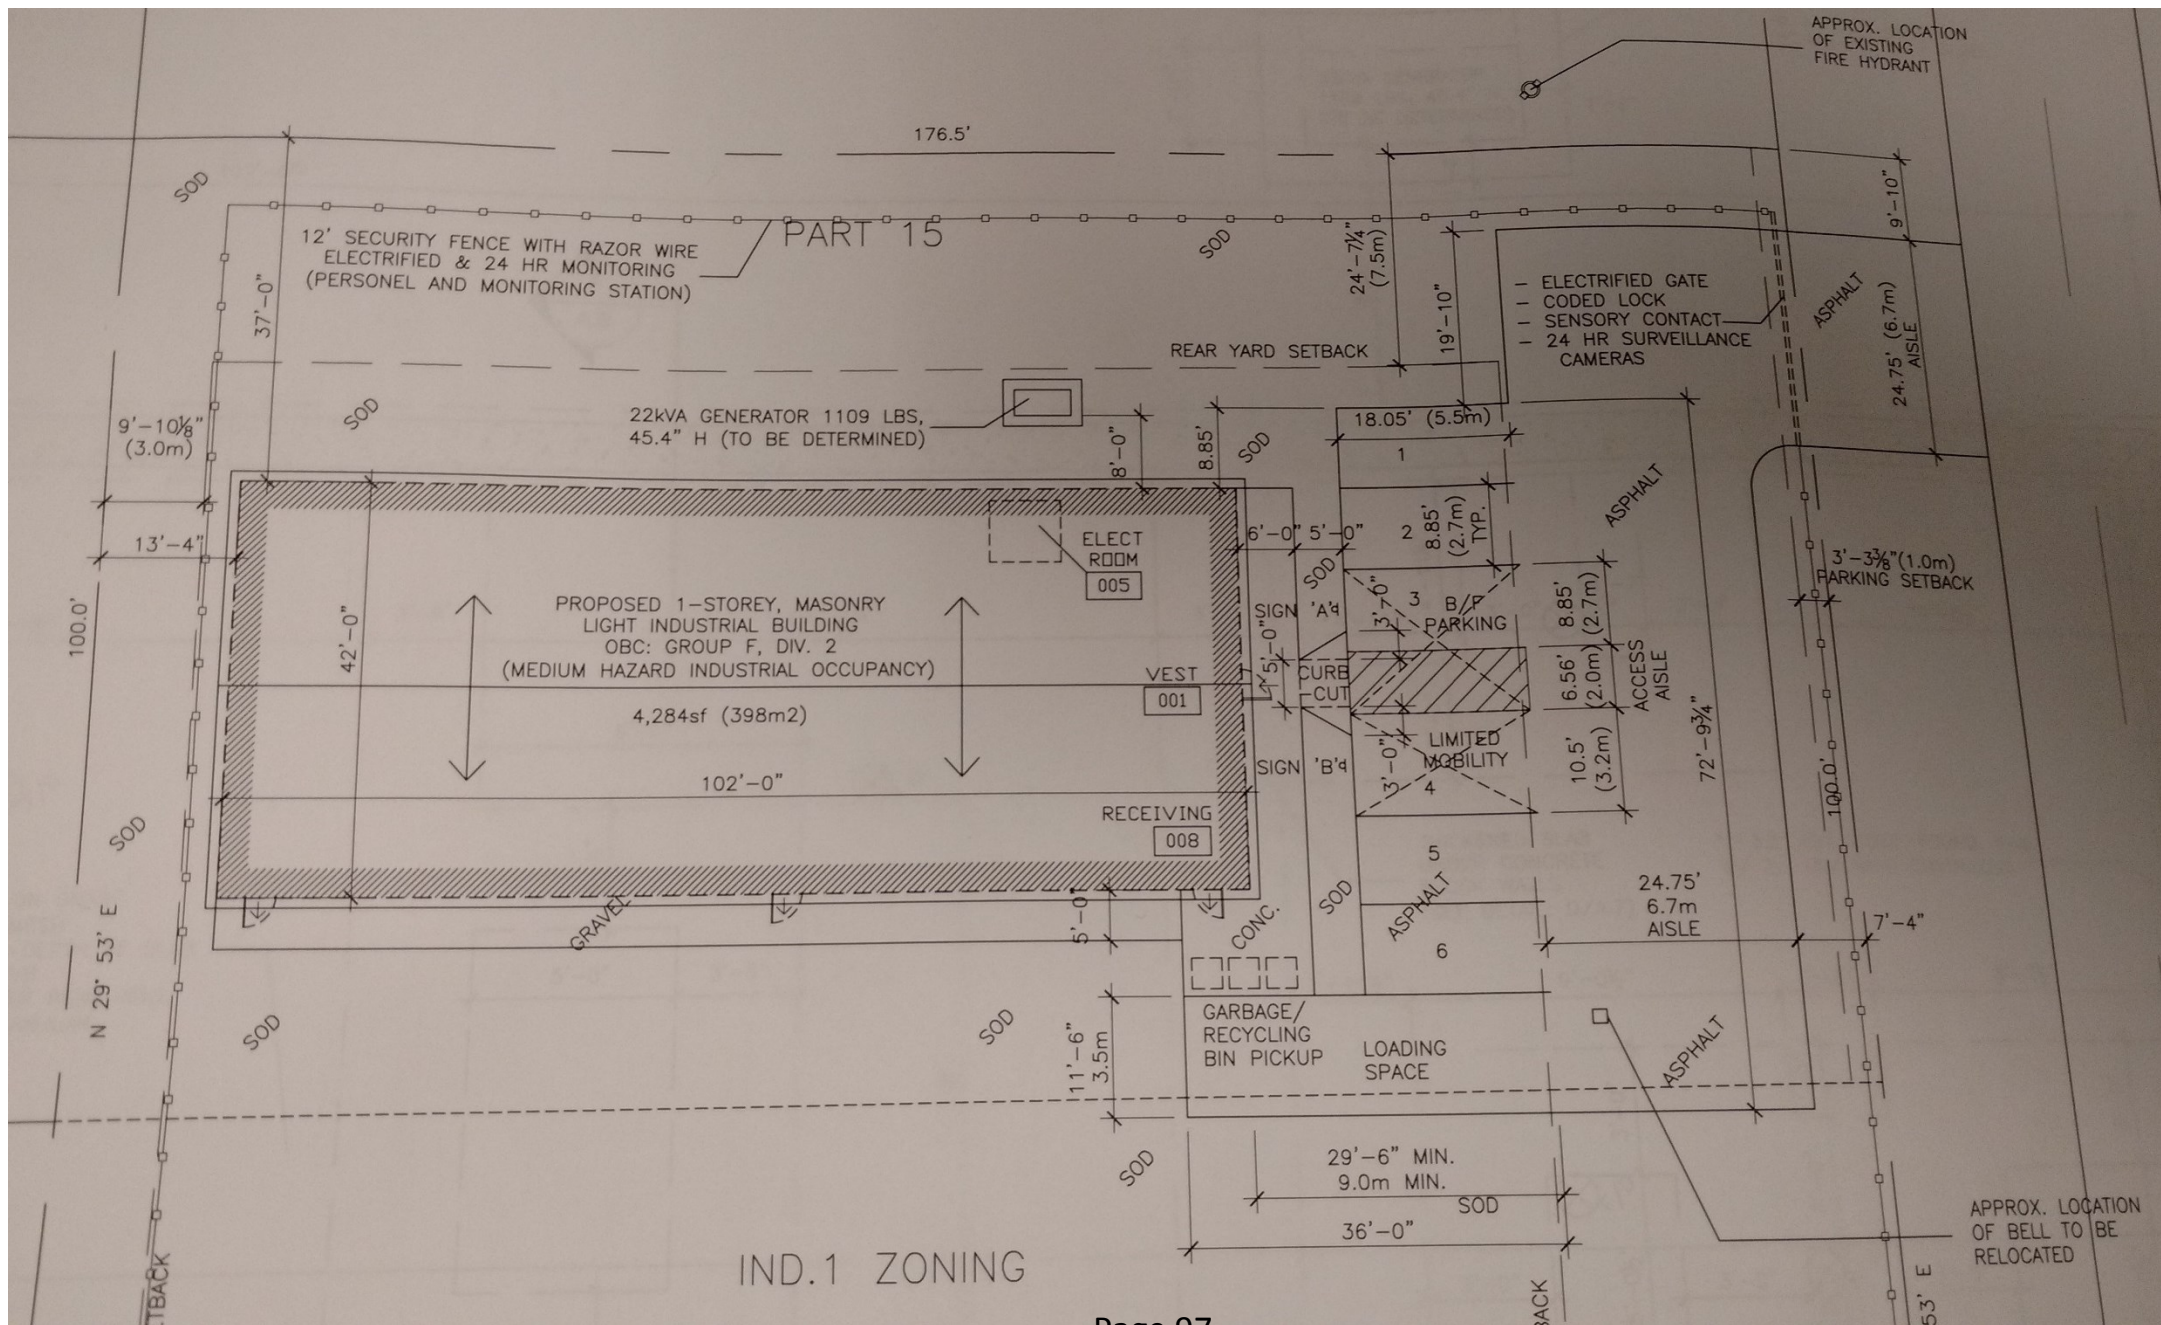 APPROX. LOCATION
OF EXISTING
FIRE HYDRANT
176.5'
SOD
9'-10"
12' SECURITY FENCE WITH RAZOR WIRE
ELECTRIFIED & 24 HR MONITORING
(PERSONEL AND MONITORING STATION)
PART 15
SOD
24'-7¼"
(7.5m)
37'-0"
19'-10"
- ELECTRIFIED GATE
- CODED LOCK
- SENSORY CONTACT
- 24 HR SURVEILLANCE
CAMERAS
ASPHALT
24.75' (6.7m)
AISLE
REAR YARD SETBACK
SOD
22kVA GENERATOR 1109 LBS,
45.4" H (TO BE DETERMINED)
8'-0"
8.85'
SOD
18.05' (5.5m)
1
9'-10⅛"
(3.0m)
13'-4"
ELECT
ROOM
005
6'-0"
5'-0"
2
8.85'
(2.7m)
TYP.
ASPHALT
3'-3⅜"(1.0m)
PARKING SETBACK
100.0'
42'-0"
PROPOSED 1-STOREY, MASONRY
LIGHT INDUSTRIAL BUILDING
OBC: GROUP F, DIV. 2
(MEDIUM HAZARD INDUSTRIAL OCCUPANCY)
4,284sf (398m2)
SOD
SIGN 'A'
3'-0"
3
B/F
PARKING
8.85'
(2.7m)
VEST
001
5'-0"
CURB
CUT
6.56'
(2.0m)
ACCESS
AISLE
72'-9¾"
SIGN 'B'
3'-0"
LIMITED
MOBILITY
4
10.5'
(3.2m)
100.0'
102'-0"
RECEIVING
008
SOD
5
ASPHALT
6
SOD
24.75'
6.7m
AISLE
7'-4"
GRAVEL
5'-0"
CONC.
N 29° 53' E
SOD
SOD
11'-6"
3.5m
GARBAGE/
RECYCLING
BIN PICKUP
LOADING
SPACE
ASPHALT
SOD
29'-6" MIN.
9.0m MIN.
SOD
36'-0"
APPROX. LOCATION
OF BELL TO BE
RELOCATED
IND.1 ZONING
TBACK
BACK
53' E
Page 97